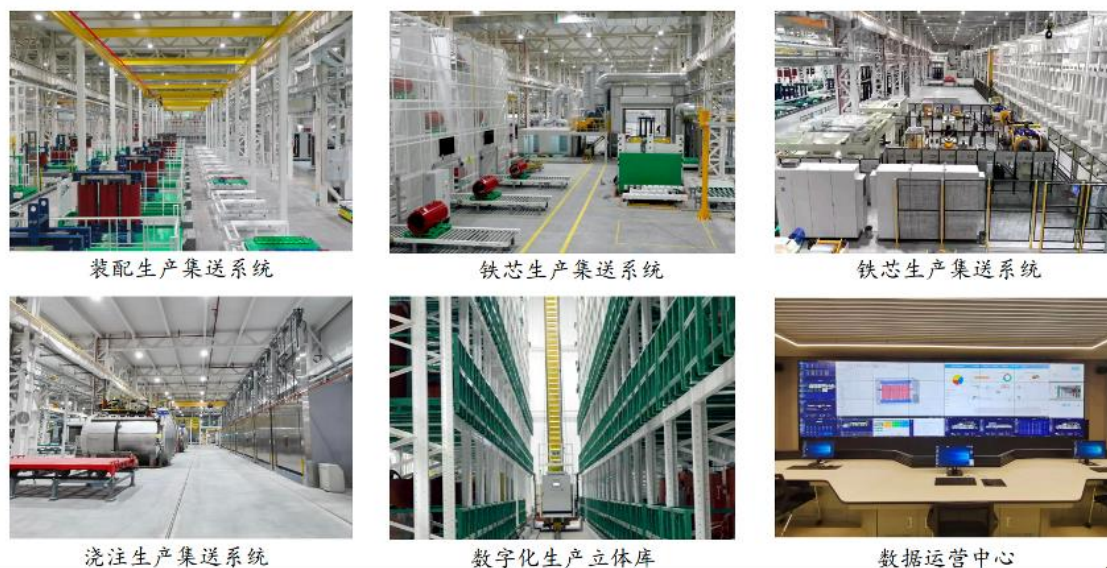 装配生产集送系统
铁芯生产集送系统
铁芯生产集送系统
浇注生产集送系统
数字化生产立体库
数据运营中心